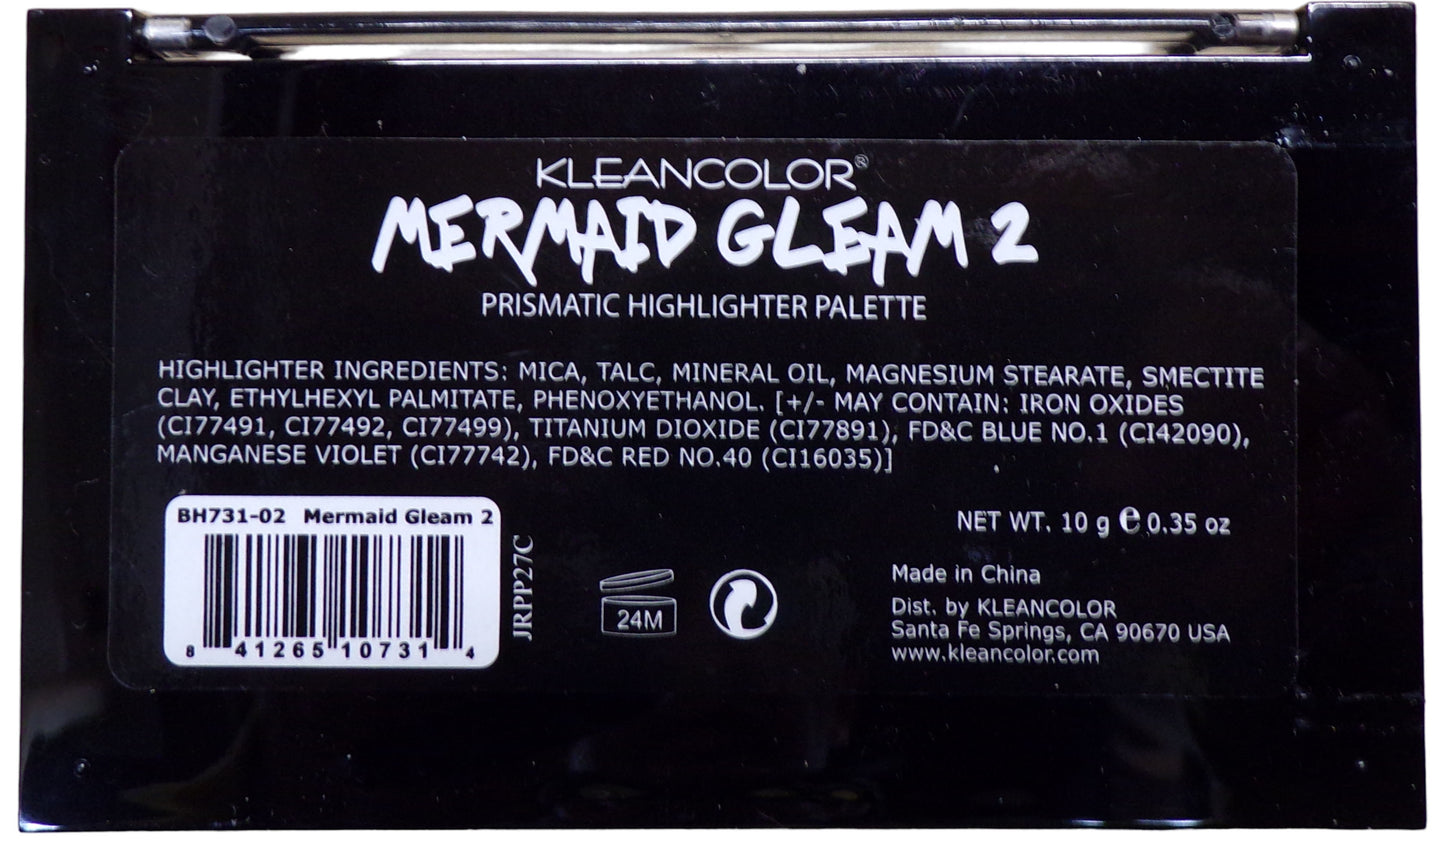 KLEANCOLOR®
MERMAID GLEAM 2
PRISMATIC HIGHLIGHTER PALETTE
HIGHLIGHTER INGREDIENTS: MICA, TALC, MINERAL OIL, MAGNESIUM STEARATE, SMECTITE
CLAY, ETHYLHEXYL PALMITATE, PHENOXYETHANOL. [+/- MAY CONTAIN: IRON OXIDES
(CI77491, CI77492, CI77499), TITANIUM DIOXIDE (CI77891), FD&C BLUE NO.1 (CI42090),
MANGANESE VIOLET (CI77742), FD&C RED NO.40 (CI16035)]
BH731-02 Mermaid Gleam 2
8 41265 10731 4
JRPP27C
24M
NET WT. 10 g ℮ 0.35 oz
Made in China
Dist. by KLEANCOLOR
Santa Fe Springs, CA 90670 USA
www.kleancolor.com